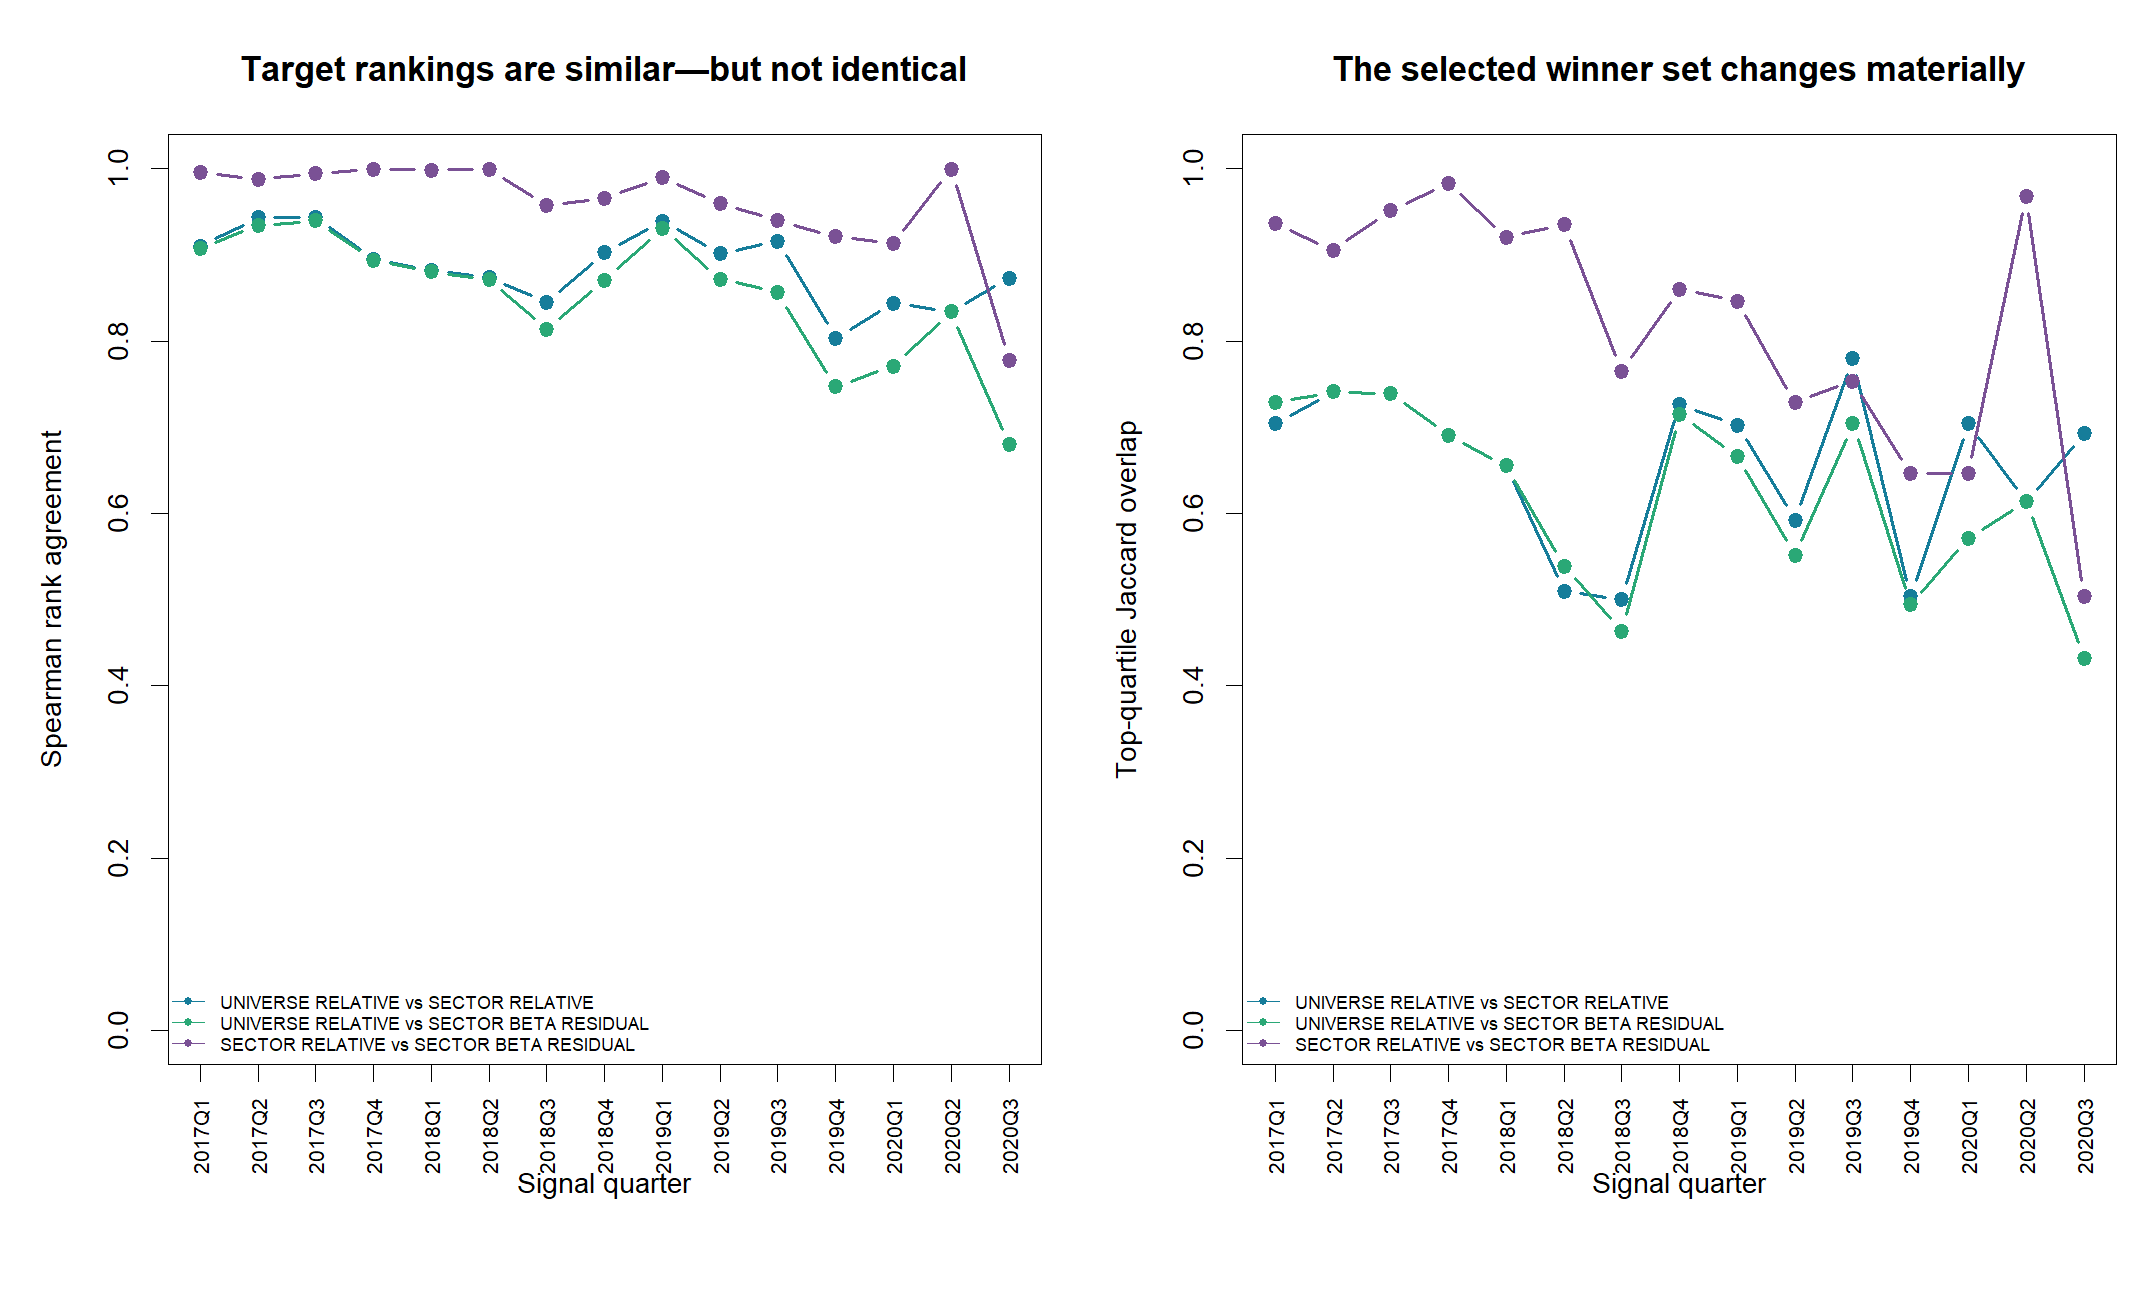 Target rankings are similar—but not identical
Spearman rank agreement
1.0
0.8
0.6
0.4
0.2
0.0
UNIVERSE RELATIVE vs SECTOR RELATIVE
UNIVERSE RELATIVE vs SECTOR BETA RESIDUAL
SECTOR RELATIVE vs SECTOR BETA RESIDUAL
2017Q1
2017Q2
2017Q3
2017Q4
2018Q1
2018Q2
2018Q3
2018Q4
2019Q1
2019Q2
2019Q3
2019Q4
2020Q1
2020Q2
2020Q3
Signal quarter
The selected winner set changes materially
Top-quartile Jaccard overlap
1.0
0.8
0.6
0.4
0.2
0.0
UNIVERSE RELATIVE vs SECTOR RELATIVE
UNIVERSE RELATIVE vs SECTOR BETA RESIDUAL
SECTOR RELATIVE vs SECTOR BETA RESIDUAL
2017Q1
2017Q2
2017Q3
2017Q4
2018Q1
2018Q2
2018Q3
2018Q4
2019Q1
2019Q2
2019Q3
2019Q4
2020Q1
2020Q2
2020Q3
Signal quarter